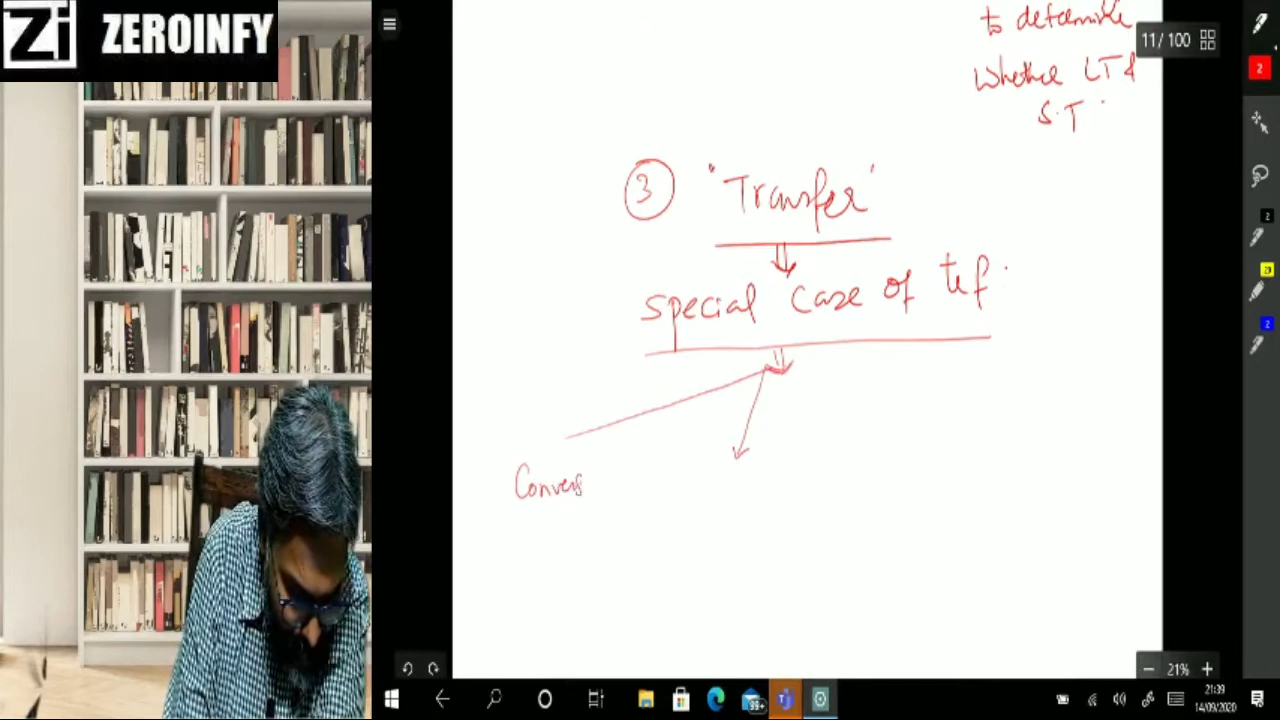 Zi ZEROINFY
11/100
to determine
whether LT &
S.T
③ 'Transfer'
special case of trf
Convers
21%
21:39
14/09/2020